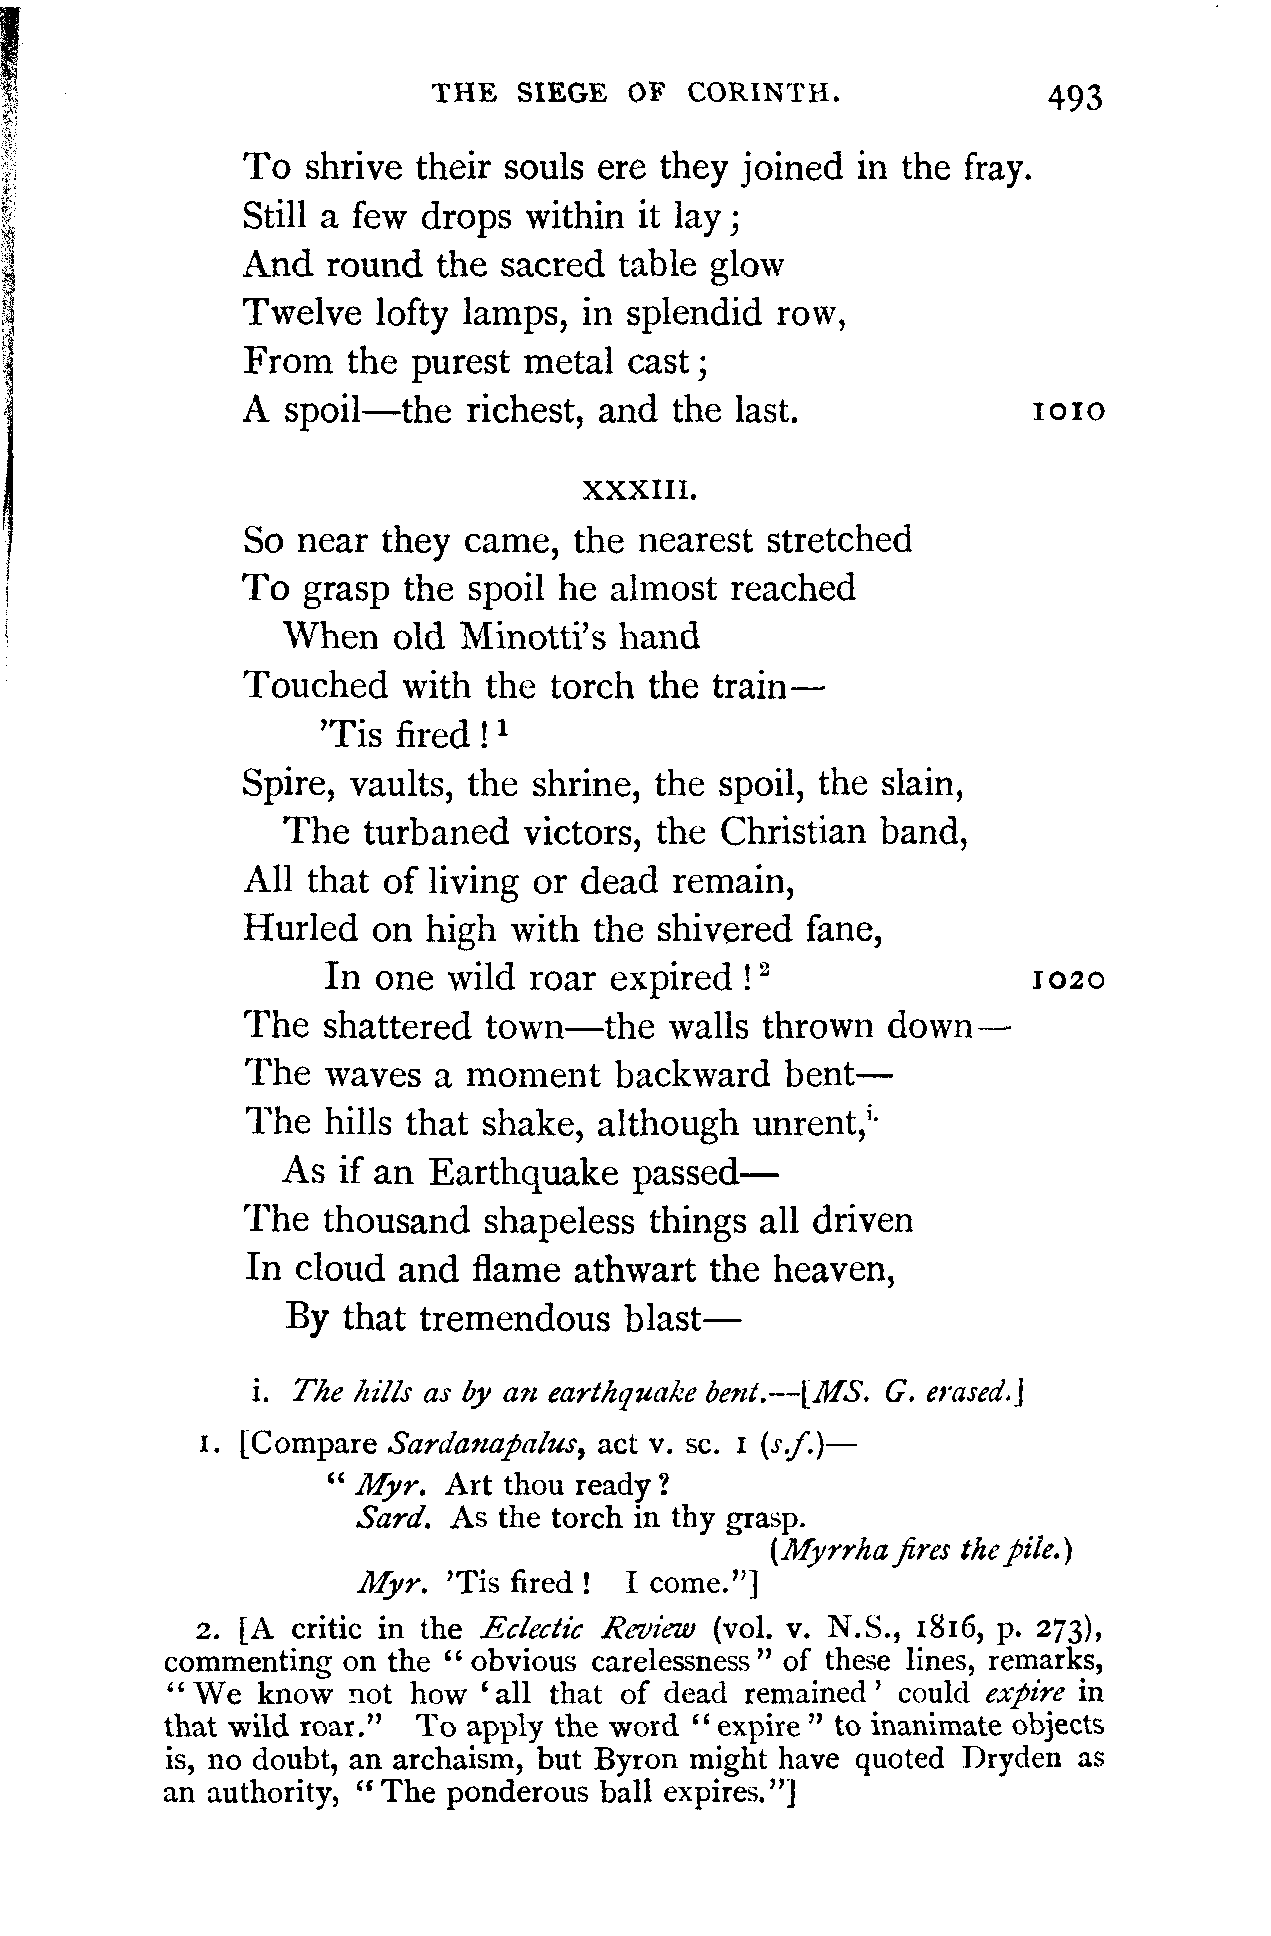 THE SIEGE OF CORINTH. 493
To shrive their souls ere they joined in the fray.
Still a few drops within it lay ;
And round the sacred table glow
Twelve lofty lamps, in splendid row,
From the purest metal cast ;
A spoil—the richest, and the last. 1010
XXXIII.
So near they came, the nearest stretched
To grasp the spoil he almost reached
When old Minotti's hand
Touched with the torch the train—
'Tis fired ! 1
Spire, vaults, the shrine, the spoil, the slain,
The turbaned victors, the Christian band,
All that of living or dead remain,
Hurled on high with the shivered fane,
In one wild roar expired ! 2 1020
The shattered town—the walls thrown down—
The waves a moment backward bent—
The hills that shake, although unrent,i.
As if an Earthquake passed—
The thousand shapeless things all driven
In cloud and flame athwart the heaven,
By that tremendous blast—
i. The hills as by an earthquake bent.—[MS. G. erased.]
1. [Compare Sardanapalus, act v. sc. 1 (s.f.)—
" Myr. Art thou ready ?
Sard. As the torch in thy grasp.
(Myrrha fires the pile.)
Myr. 'Tis fired ! I come."]
2. [A critic in the Eclectic Review (vol. v. N.S., 1816, p. 273),
commenting on the " obvious carelessness " of these lines, remarks,
" We know not how ' all that of dead remained ' could expire in
that wild roar." To apply the word " expire " to inanimate objects
is, no doubt, an archaism, but Byron might have quoted Dryden as
an authority, " The ponderous ball expires."]